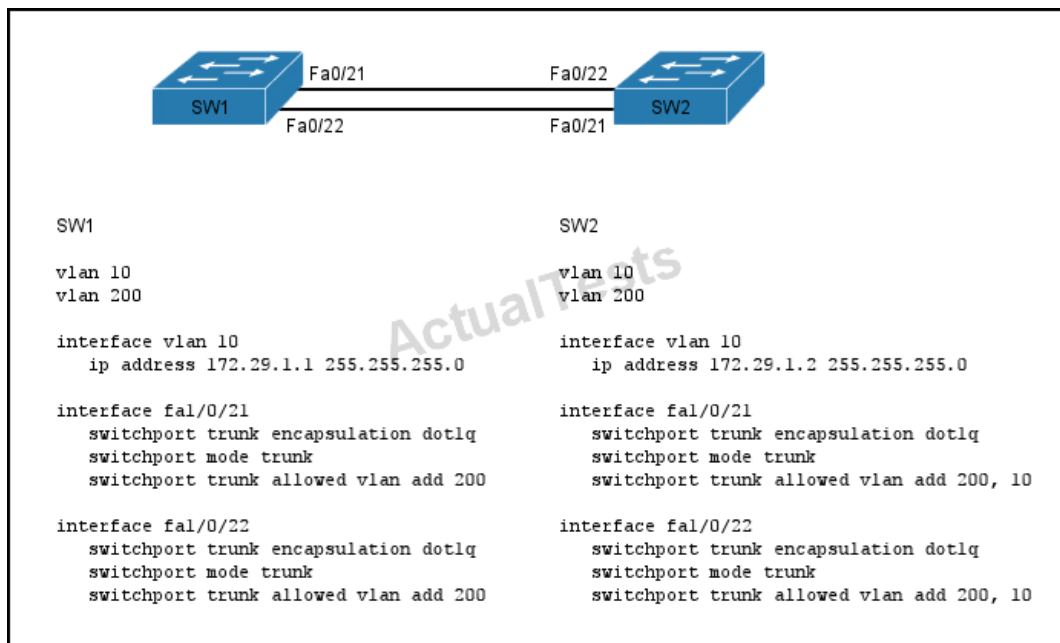 Fa0/21
Fa0/22
SW1
SW2
Fa0/22
Fa0/21
SW1
vlan 10
vlan 200
interface vlan 10
ip address 172.29.1.1 255.255.255.0
interface fa1/0/21
switchport trunk encapsulation dot1q
switchport mode trunk
switchport trunk allowed vlan add 200
interface fa1/0/22
switchport trunk encapsulation dot1q
switchport mode trunk
switchport trunk allowed vlan add 200
SW2
vlan 10
vlan 200
interface vlan 10
ip address 172.29.1.2 255.255.255.0
interface fa1/0/21
switchport trunk encapsulation dot1q
switchport mode trunk
switchport trunk allowed vlan add 200, 10
interface fa1/0/22
switchport trunk encapsulation dot1q
switchport mode trunk
switchport trunk allowed vlan add 200, 10
ActualTests